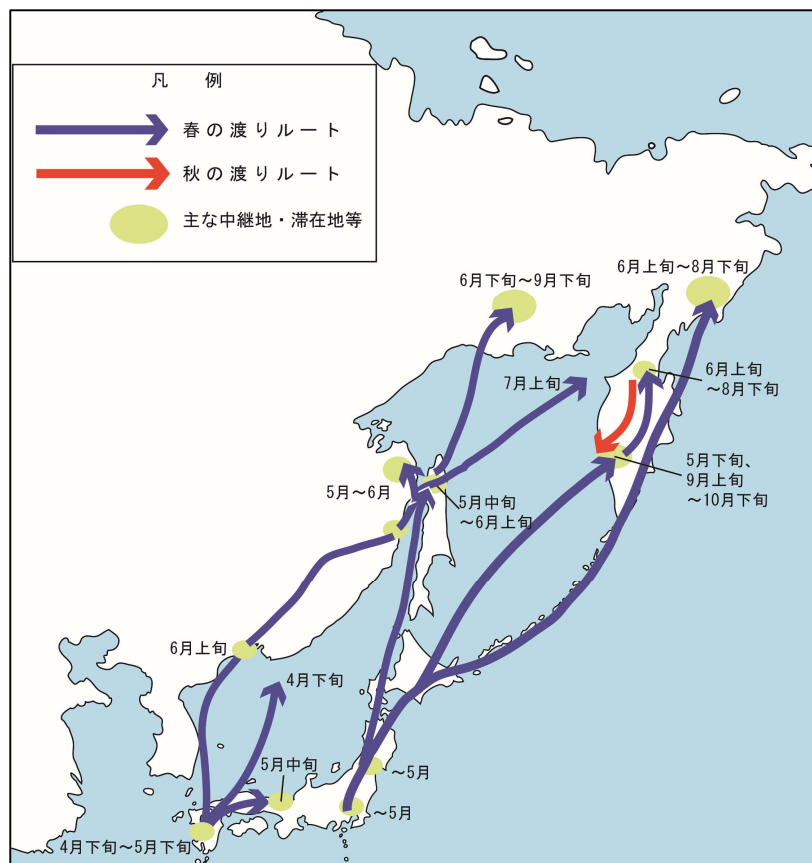 凡 例
春の渡りルート
秋の渡りルート
主な中継地・滞在地等
6月下旬～9月下旬
6月上旬～8月下旬
7月上旬
6月上旬
～8月下旬
5月～6月
5月中旬
～6月上旬
5月下旬、
9月上旬
～10月下旬
6月上旬
4月下旬
5月中旬
～5月
～5月
4月下旬～5月下旬